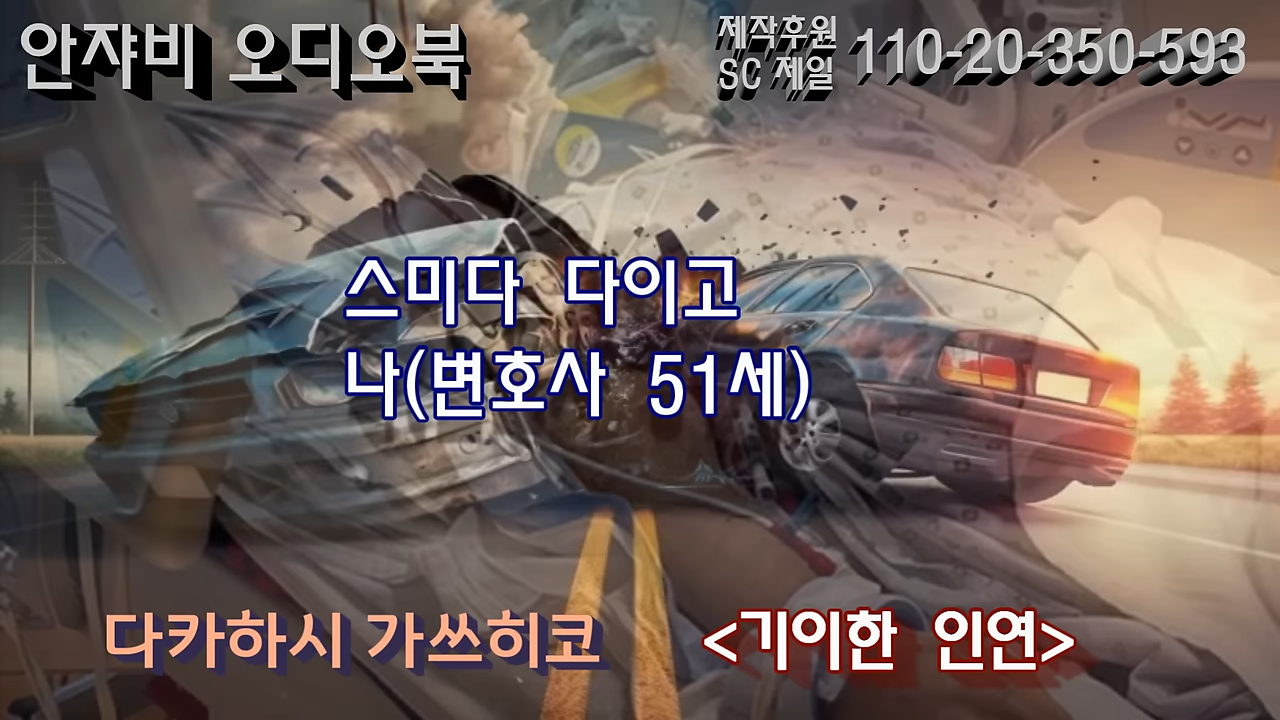 안쟈비 오디오북
제작후원
SC 제일
110-20-350-593
스미다 다이고
나(변호사 51세)
다카하시 가쓰히코
<기이한 인연>